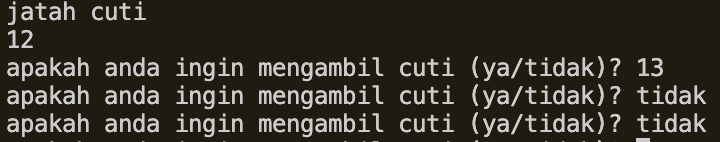 jatah cuti
12
apakah anda ingin mengambil cuti (ya/tidak)? 13
apakah anda ingin mengambil cuti (ya/tidak)? tidak
apakah anda ingin mengambil cuti (ya/tidak)? tidak